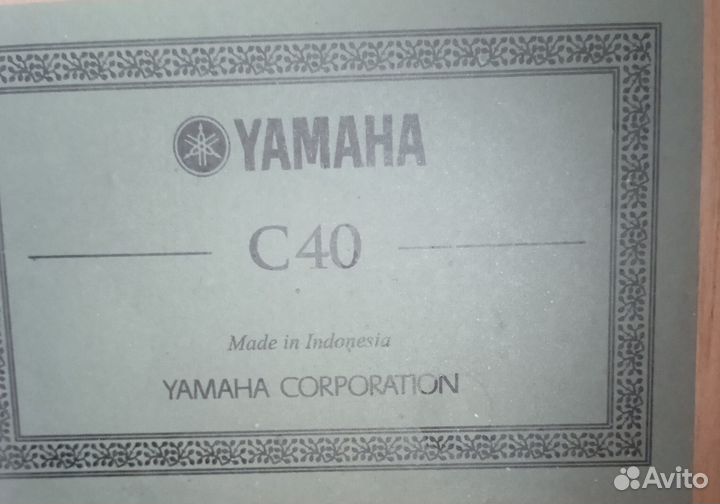 YAMAHA
C40
Made in Indonesia
YAMAHA CORPORATION
Avito